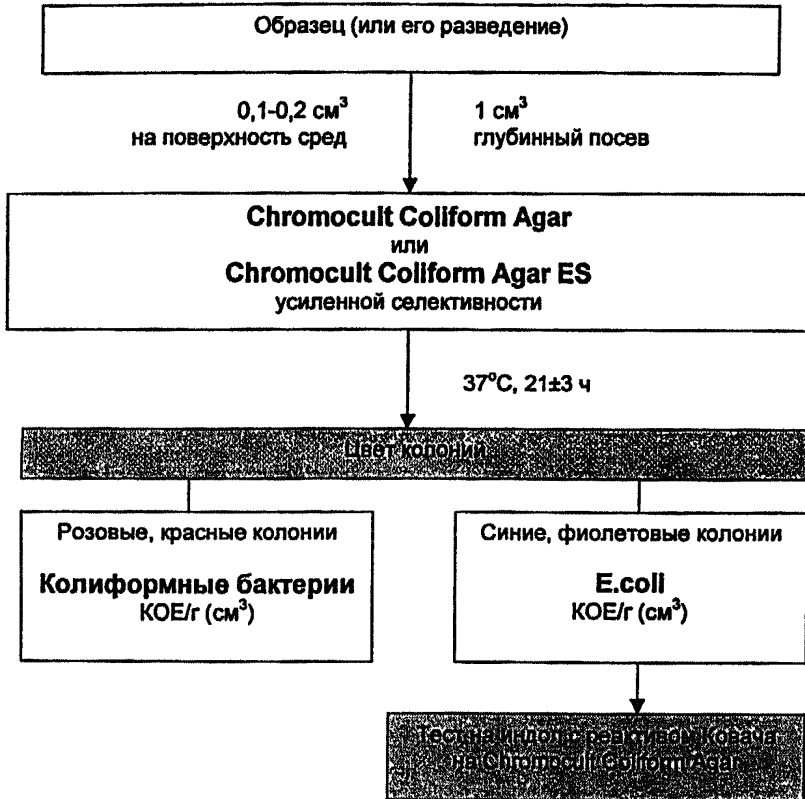 Образец (или его разведение)
0,1-0,2 см³
на поверхность сред
1 см³
глубинный посев
Chromocult Coliform Agar
или
Chromocult Coliform Agar ES
усиленной селективности
37°C, 21±3 ч
Цвет колоний
Розовые, красные колонии
Колиформные бактерии
КОЕ/г (см³)
Синие, фиолетовые колонии
E.coli
КОЕ/г (см³)
Тест на индол с реактивом Ковача
на Chromocult Coliform Agar